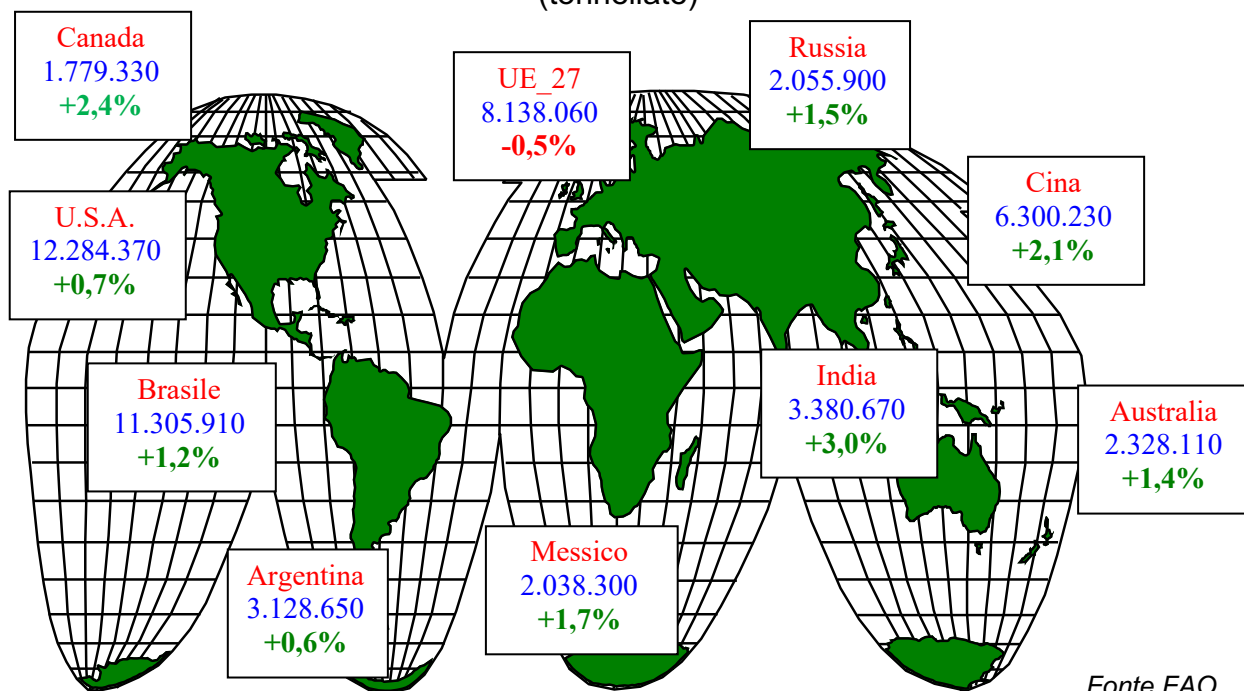 (tonnellate)
Canada
1.779.330
+2,4%
UE_27
8.138.060
-0,5%
Russia
2.055.900
+1,5%
Cina
6.300.230
+2,1%
U.S.A.
12.284.370
+0,7%
Brasile
11.305.910
+1,2%
India
3.380.670
+3,0%
Australia
2.328.110
+1,4%
Argentina
3.128.650
+0,6%
Messico
2.038.300
+1,7%
Fonte FAO